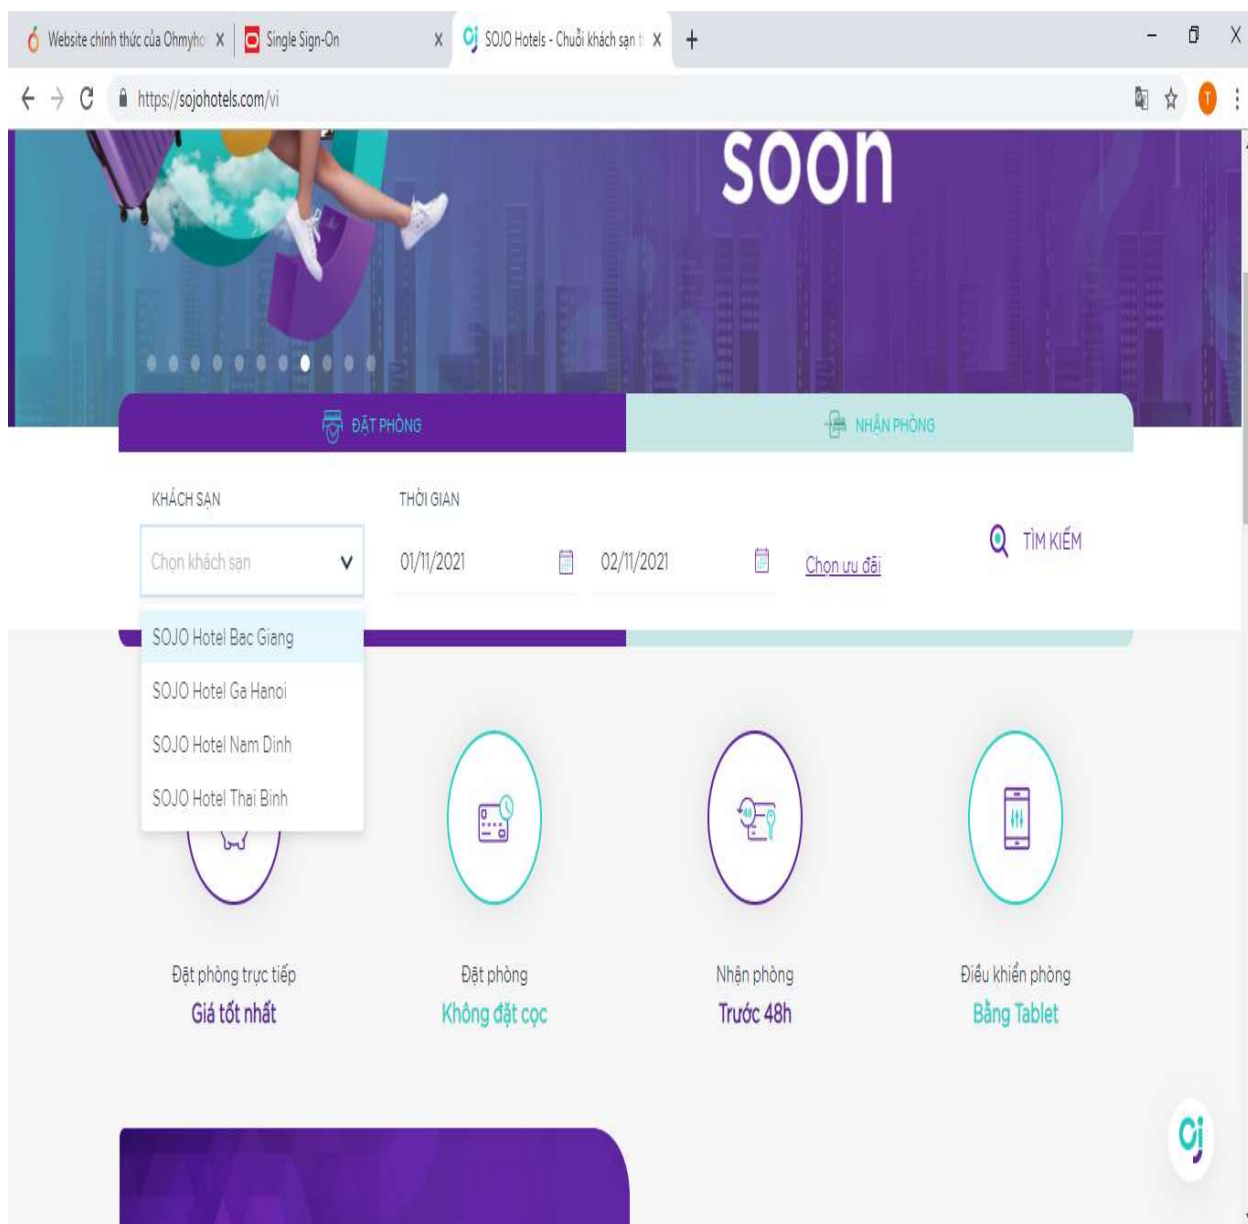 Website chính thức của Ohmyho
Single Sign-On
SOJO Hotels - Chuỗi khách sạn t
https://sojohotels.com/vi
T
soon
ĐẶT PHÒNG
NHẬN PHÒNG
KHÁCH SẠN
THỜI GIAN
Chọn khách sạn
01/11/2021
02/11/2021
Chọn ưu đãi
TÌM KIẾM
SOJO Hotel Bac Giang
SOJO Hotel Ga Hanoi
SOJO Hotel Nam Dinh
SOJO Hotel Thai Binh
48
Đặt phòng trực tiếp
Giá tốt nhất
Đặt phòng
Không đặt cọc
Nhận phòng
Trước 48h
Điều khiển phòng
Bằng Tablet